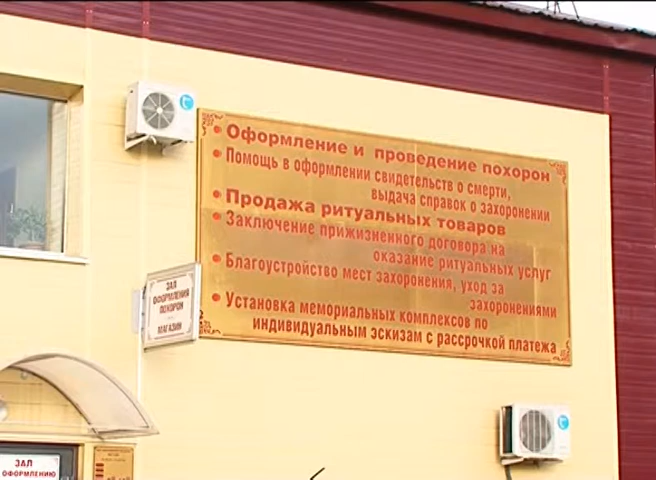 • Оформление и проведение похорон
• Помощь в оформлении свидетельств о смерти,
выдача справок о захоронении
• Продажа ритуальных товаров
• Заключение прижизненного договора на
оказание ритуальных услуг
• Благоустройство мест захоронения, уход за
захоронениями
• Установка мемориальных комплексов по
индивидуальным эскизам с рассрочкой платежа
ЗАЛ
ОФОРМЛЕНИЯ
ПОХОРОН
МАГАЗИН
ЗАЛ
ОФОРМЛЕНИЮ